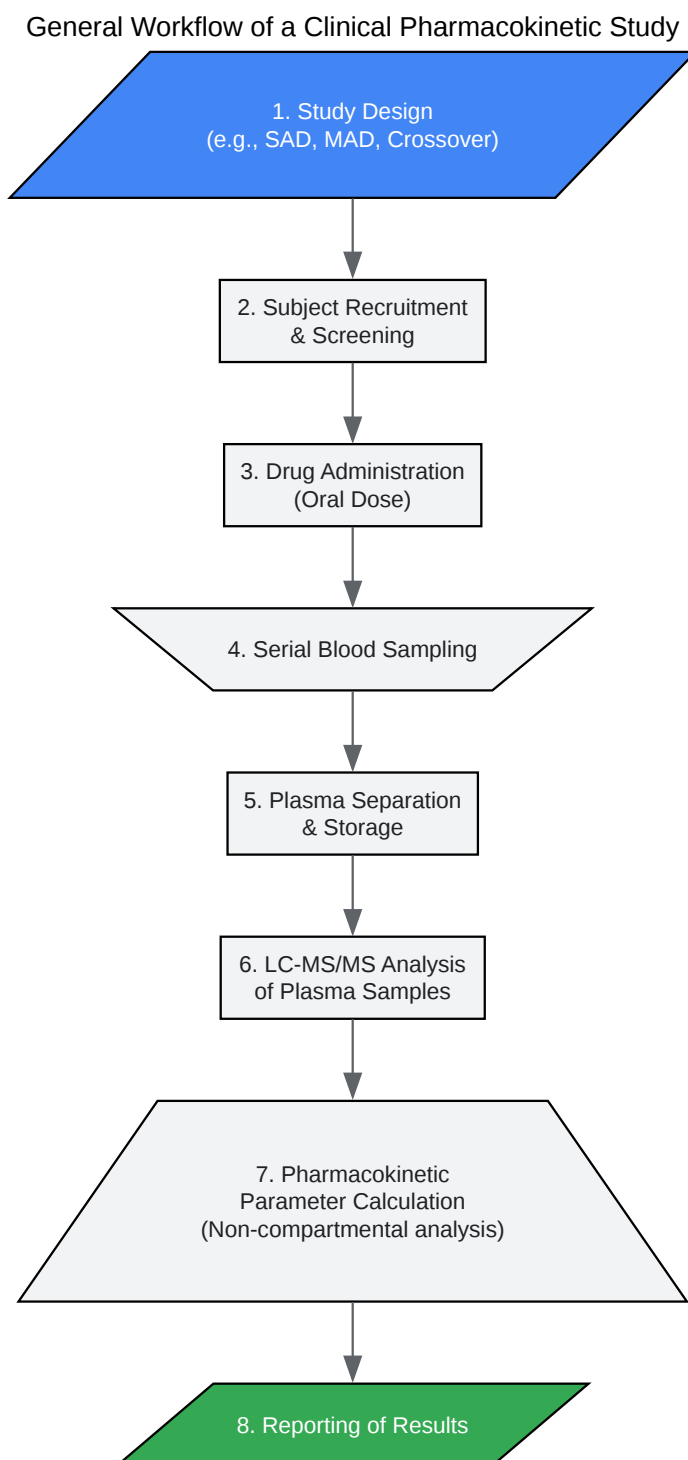 General Workflow of a Clinical Pharmacokinetic Study
1. Study Design
(e.g., SAD, MAD, Crossover)
2. Subject Recruitment
& Screening
3. Drug Administration
(Oral Dose)
4. Serial Blood Sampling
5. Plasma Separation
& Storage
6. LC-MS/MS Analysis
of Plasma Samples
7. Pharmacokinetic
Parameter Calculation
(Non-compartmental analysis)
8. Reporting of Results